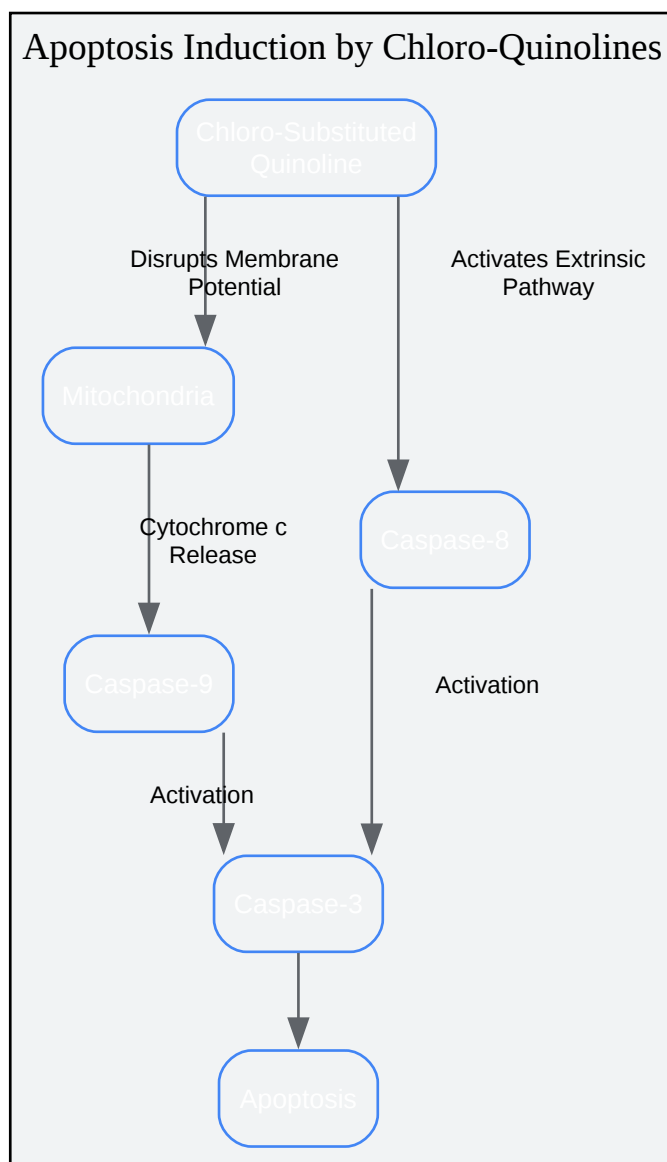 Apoptosis Induction by Chloro-Quinolines
Chloro-Substituted
Quinoline
Disrupts Membrane
Potential
Activates Extrinsic
Pathway
Mitochondria
Cytochrome c
Release
Caspase-8
Caspase-9
Activation
Activation
Caspase-3
Apoptosis